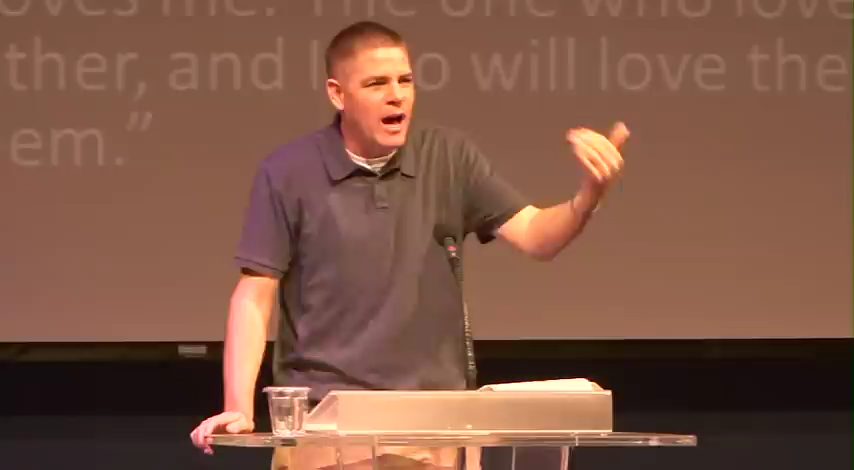 oves me. The one who love
ther, and I o will love the
em.”